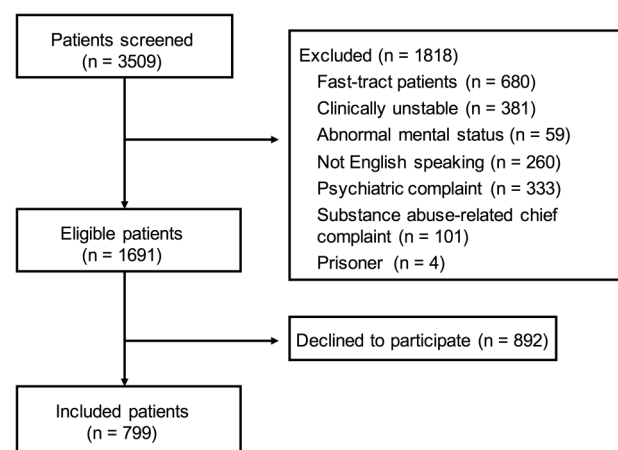 Patients screened
(n = 3509)
Excluded (n = 1818)
Fast-tract patients (n = 680)
Clinically unstable (n = 381)
Abnormal mental status (n = 59)
Not English speaking (n = 260)
Psychiatric complaint (n = 333)
Substance abuse-related chief
complaint (n = 101)
Prisoner (n = 4)
Eligible patients
(n = 1691)
Declined to participate (n = 892)
Included patients
(n = 799)